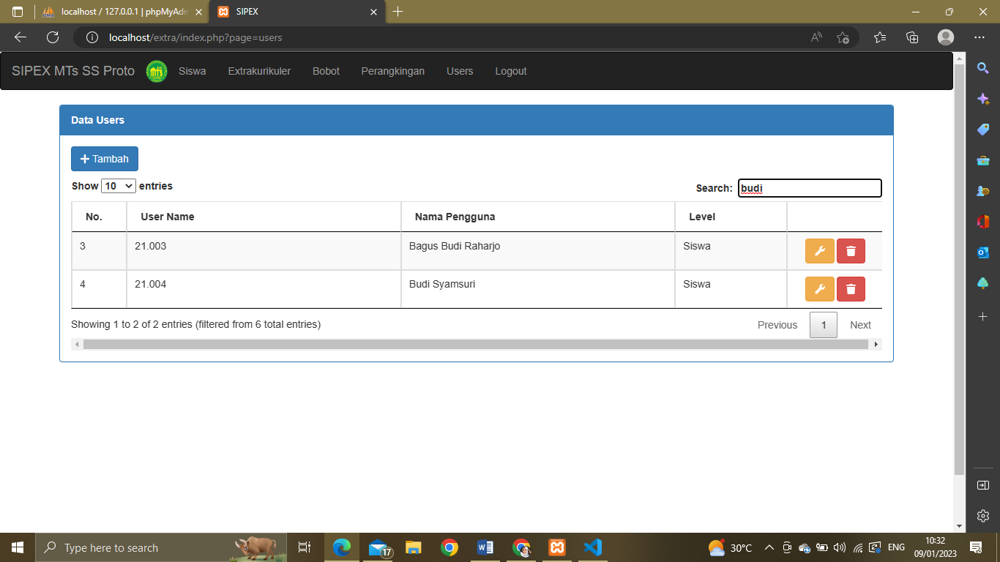 localhost / 127.0.0.1 | phpMyAdm
SIPEX
localhost/extra/index.php?page=users
SIPEX MTs SS Proto Siswa Extrakurikuler Bobot Perangkingan Users Logout
Data Users
Tambah
Show 10 entries
Search: budi
No. User Name Nama Pengguna Level
3 21.003 Bagus Budi Raharjo Siswa
4 21.004 Budi Syamsuri Siswa
Showing 1 to 2 of 2 entries (filtered from 6 total entries)
Previous 1 Next
Type here to search
17
30°C
ENG
10:32
09/01/2023